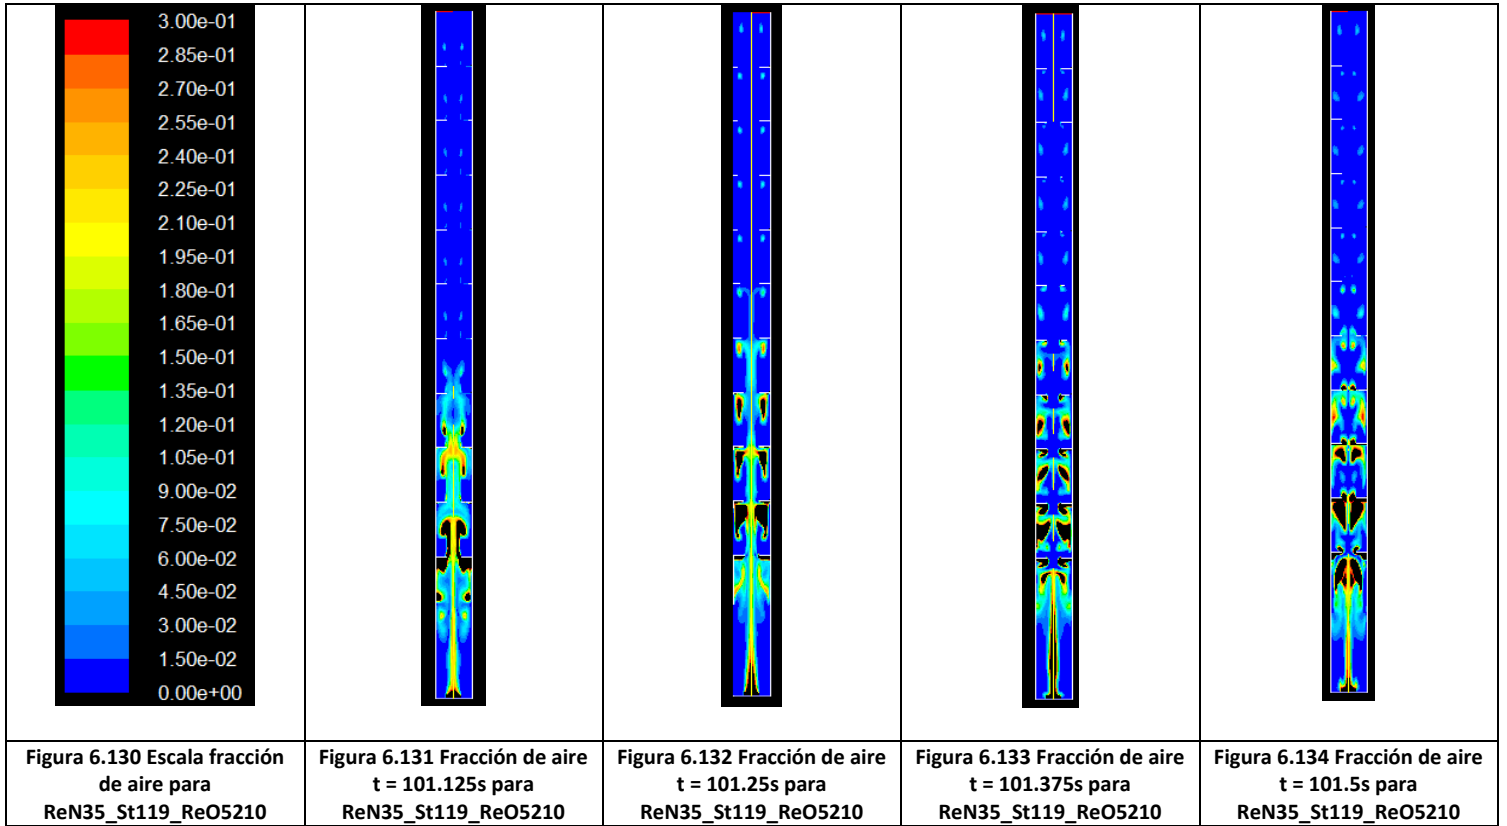 3.00e-01
2.85e-01
2.70e-01
2.55e-01
2.40e-01
2.25e-01
2.10e-01
1.95e-01
1.80e-01
1.65e-01
1.50e-01
1.35e-01
1.20e-01
1.05e-01
9.00e-02
7.50e-02
6.00e-02
4.50e-02
3.00e-02
1.50e-02
0.00e+00
Figura 6.130 Escala fracción
de aire para
ReN35_St119_ReO5210
Figura 6.131 Fracción de aire
t = 101.125s para
ReN35_St119_ReO5210
Figura 6.132 Fracción de aire
t = 101.25s para
ReN35_St119_ReO5210
Figura 6.133 Fracción de aire
t = 101.375s para
ReN35_St119_ReO5210
Figura 6.134 Fracción de aire
t = 101.5s para
ReN35_St119_ReO5210